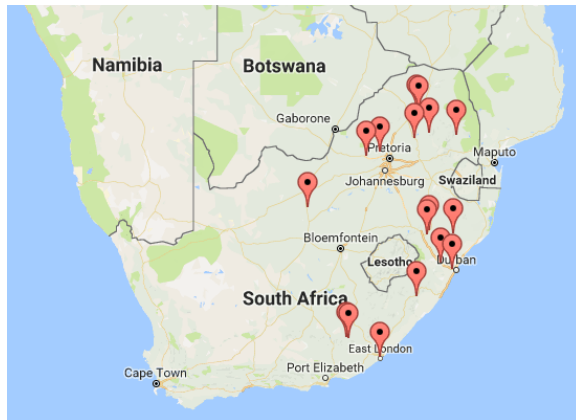 Namibia
Botswana
Gaborone
Pretoria
Maputo
Johannesburg
Swaziland
Bloemfontein
Lesotho
Durban
South Africa
East London
Port Elizabeth
Cape Town